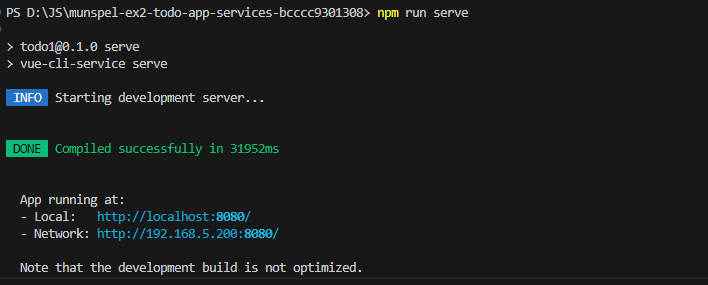 PS D:\JS\munspel-ex2-todo-app-services-bcccc9301308> npm run serve
> todo1@0.1.0 serve
> vue-cli-service serve
INFO Starting development server...
DONE Compiled successfully in 31952ms
App running at:
- Local: http://localhost:8080/
- Network: http://192.168.5.200:8080/
Note that the development build is not optimized.